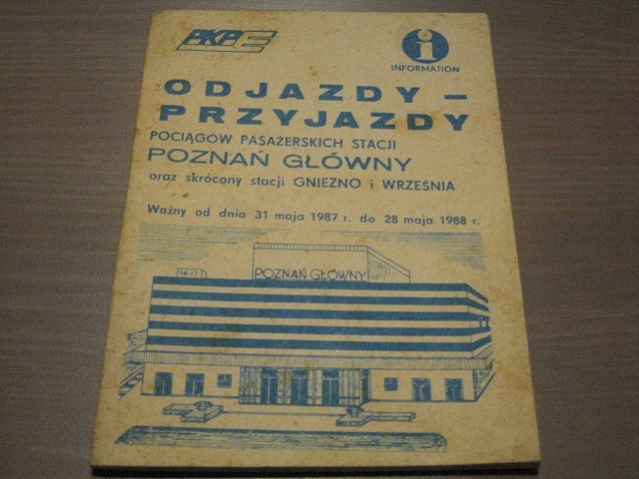 PKP
INFORMATION
ODJAZDY –
PRZYJAZDY
POCIĄGÓW PASAŻERSKICH STACJI
POZNAŃ GŁÓWNY
oraz skrócony stacji GNIEZNO i WRZEŚNIA
Ważny od dnia 31 maja 1987 r. do 28 maja 1988 r.
POZNAŃ GŁÓWNY